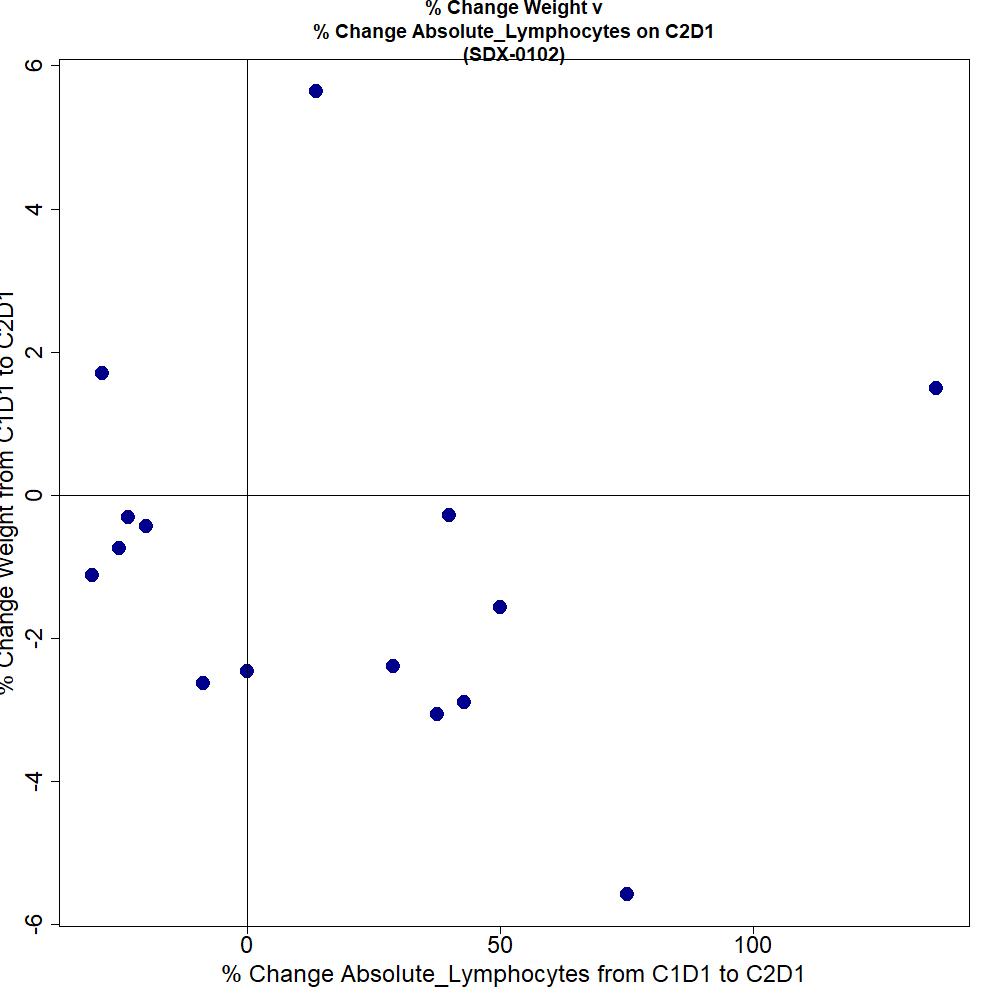 % Change Weight v
% Change Absolute_Lymphocytes on C2D1
(SDX-0102)
% Change Weight from C1D1 to C2D1
6
4
2
0
-2
-4
-6
0
50
100
% Change Absolute_Lymphocytes from C1D1 to C2D1